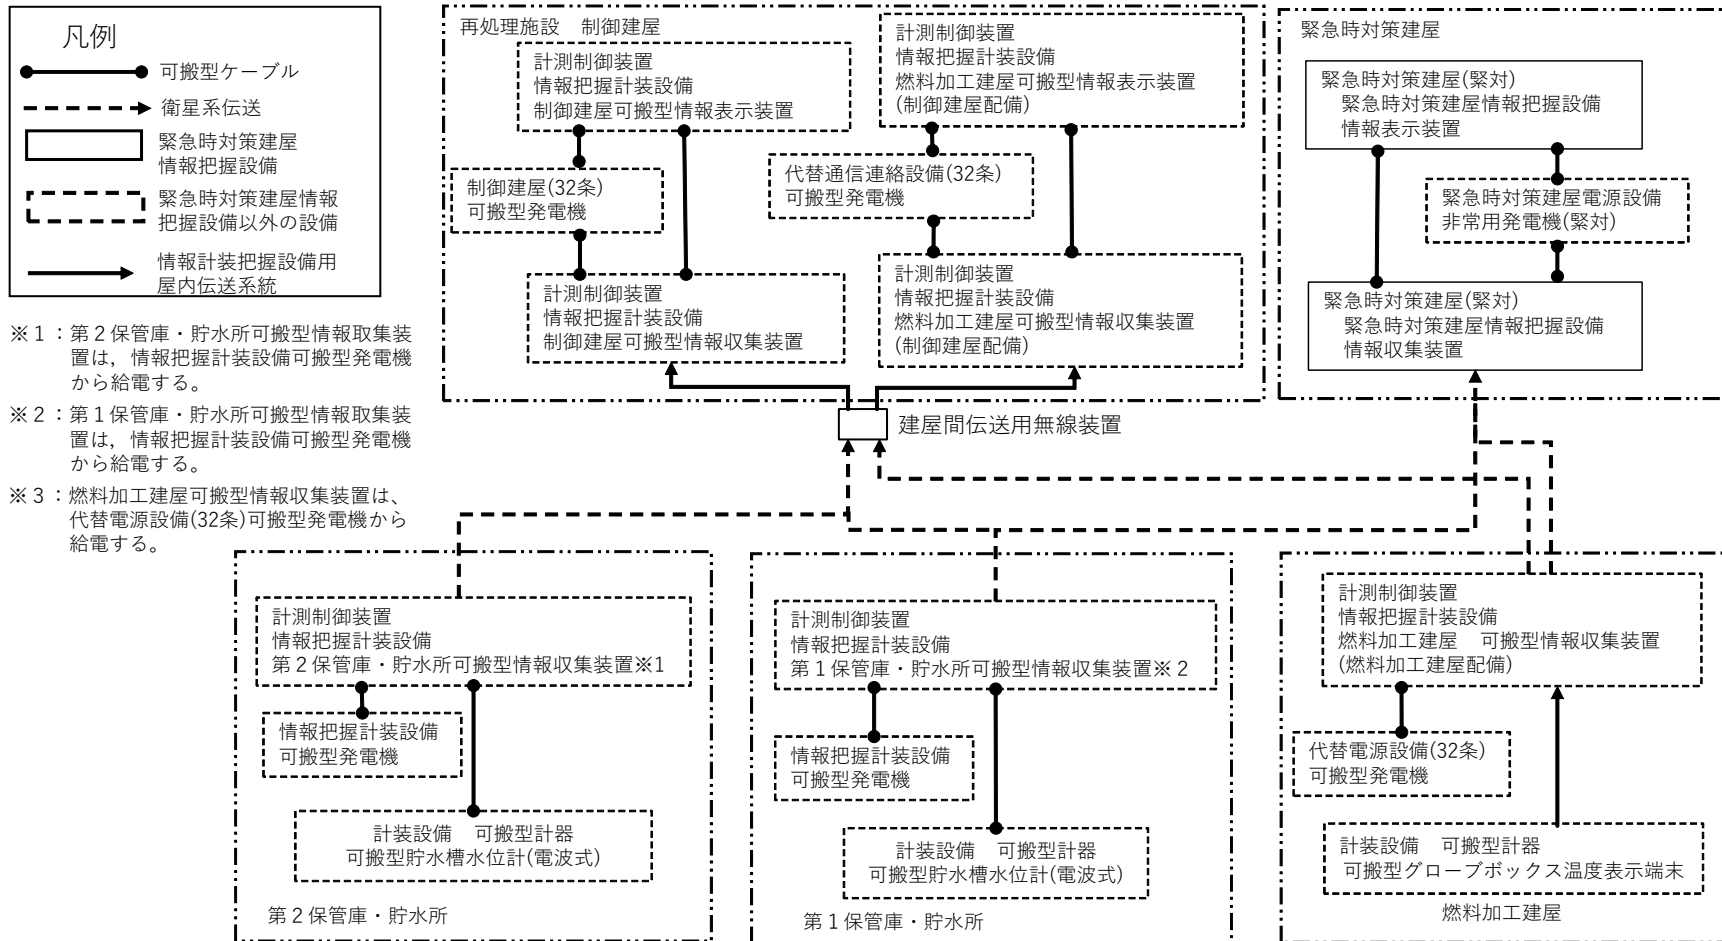 凡例
可搬型ケーブル
衛星系伝送
緊急時対策建屋
情報把握設備
緊急時対策建屋情報
把握設備以外の設備
情報計装把握設備用
屋内伝送系統
※１：第２保管庫・貯水所可搬型情報収集装
置は，情報把握計装設備可搬型発電機
から給電する。
※２：第１保管庫・貯水所可搬型情報収集装
置は，情報把握計装設備可搬型発電機
から給電する。
※３：燃料加工建屋可搬型情報収集装置は、
代替電源設備(32条)可搬型発電機から
給電する。
再処理施設　制御建屋
計測制御装置
情報把握計装設備
制御建屋可搬型情報表示装置
制御建屋(32条)
可搬型発電機
計測制御装置
情報把握計装設備
制御建屋可搬型情報収集装置
計測制御装置
情報把握計装設備
燃料加工建屋可搬型情報表示装置
(制御建屋配備)
代替通信連絡設備(32条)
可搬型発電機
計測制御装置
情報把握計装設備
燃料加工建屋可搬型情報収集装置
(制御建屋配備)
緊急時対策建屋
緊急時対策建屋(緊対)
緊急時対策建屋情報把握設備
情報表示装置
緊急時対策建屋電源設備
非常用発電機(緊対)
緊急時対策建屋(緊対)
緊急時対策建屋情報把握設備
情報収集装置
建屋間伝送用無線装置
計測制御装置
情報把握計装設備
第２保管庫・貯水所可搬型情報収集装置※1
情報把握計装設備
可搬型発電機
計装設備　可搬型計器
可搬型貯水槽水位計(電波式)
第２保管庫・貯水所
計測制御装置
情報把握計装設備
第１保管庫・貯水所可搬型情報収集装置※２
情報把握計装設備
可搬型発電機
計装設備　可搬型計器
可搬型貯水槽水位計(電波式)
第１保管庫・貯水所
計測制御装置
情報把握計装設備
燃料加工建屋　可搬型情報収集装置
(燃料加工建屋配備)
代替電源設備(32条)
可搬型発電機
計装設備　可搬型計器
可搬型グローブボックス温度表示端末
燃料加工建屋